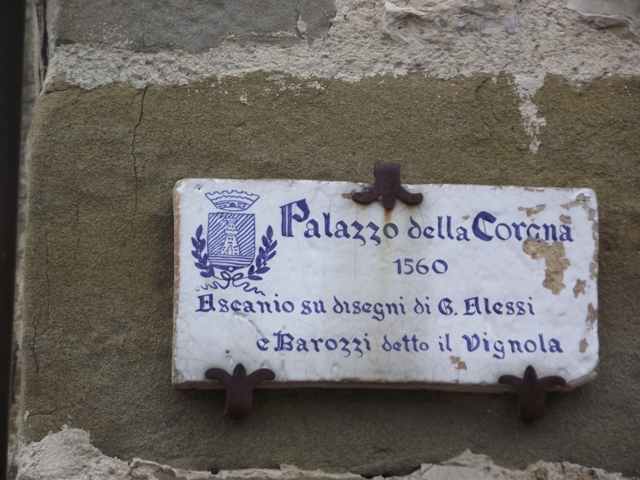 Palazzo della Corgna
1560
Ascanio su disegni di G. Alessi
e Barozzi detto il Vignola